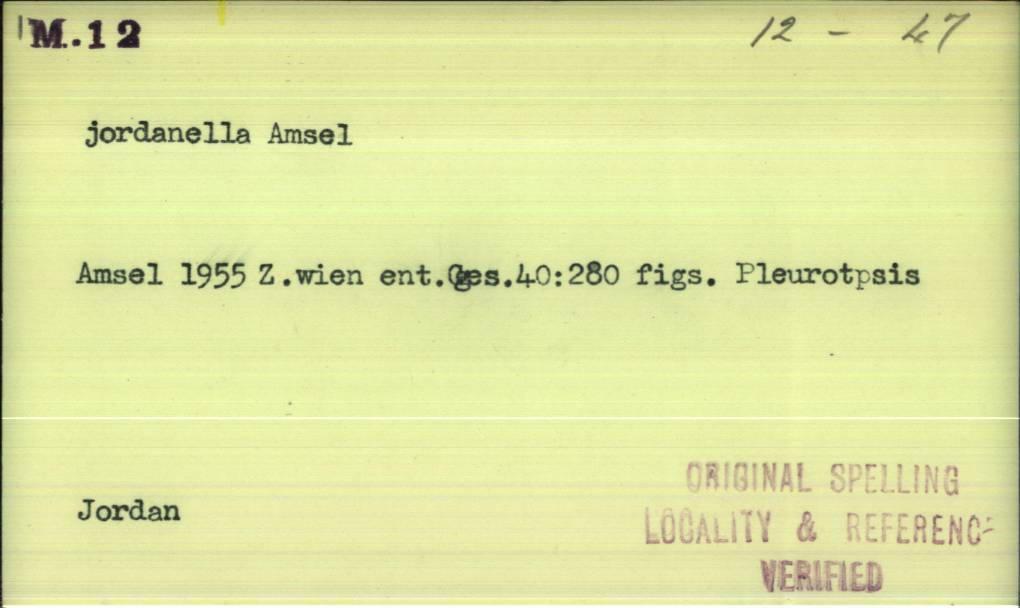 M.12 12 - 47
jordanella Amsel
Amsel 1955 Z.wien ent.Ges.40:280 figs. Pleurotpsis
Jordan
ORIGINAL SPELLING
LOCALITY & REFERENCE
VERIFIED